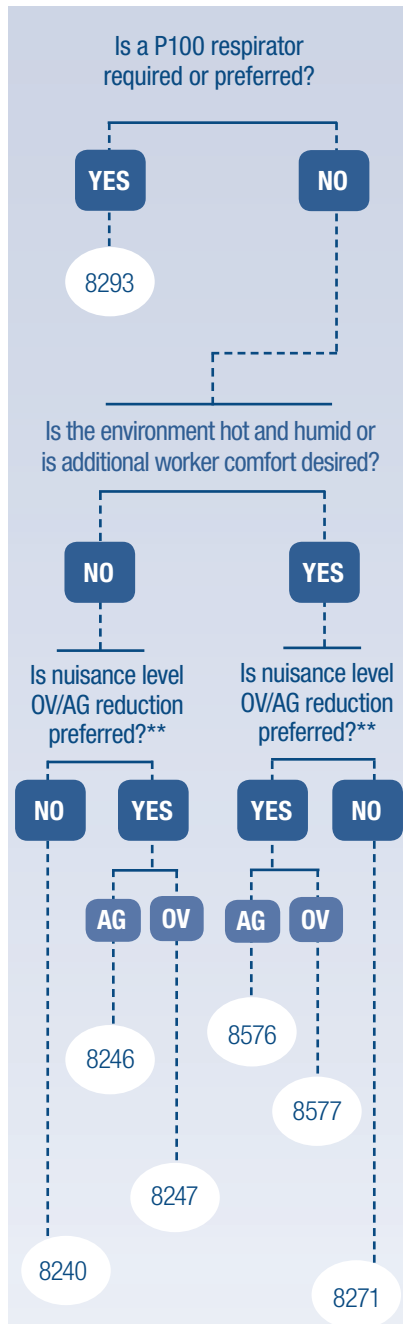 Is a P100 respirator
required or preferred?
YES
NO
8293
Is the environment hot and humid or
is additional worker comfort desired?
NO
YES
Is nuisance level
OV/AG reduction
preferred?**
Is nuisance level
OV/AG reduction
preferred?**
NO
YES
YES
NO
AG
OV
AG
OV
8246
8576
8577
8247
8240
8271